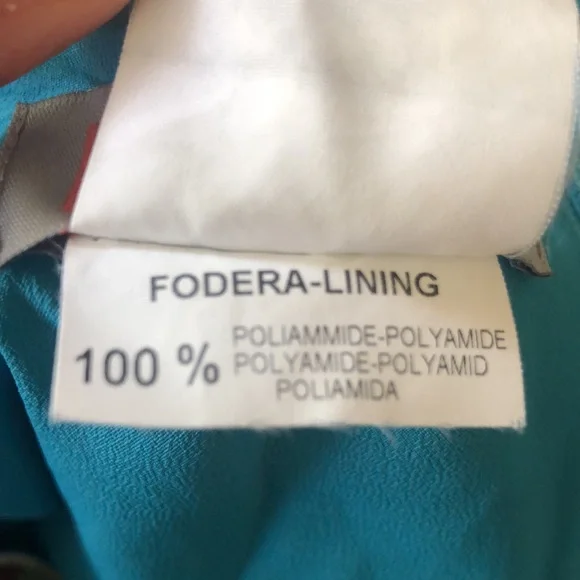 FODERA-LINING
100 %
POLIAMMIDE-POLYAMIDE
POLYAMIDE-POLYAMID
POLIAMIDA